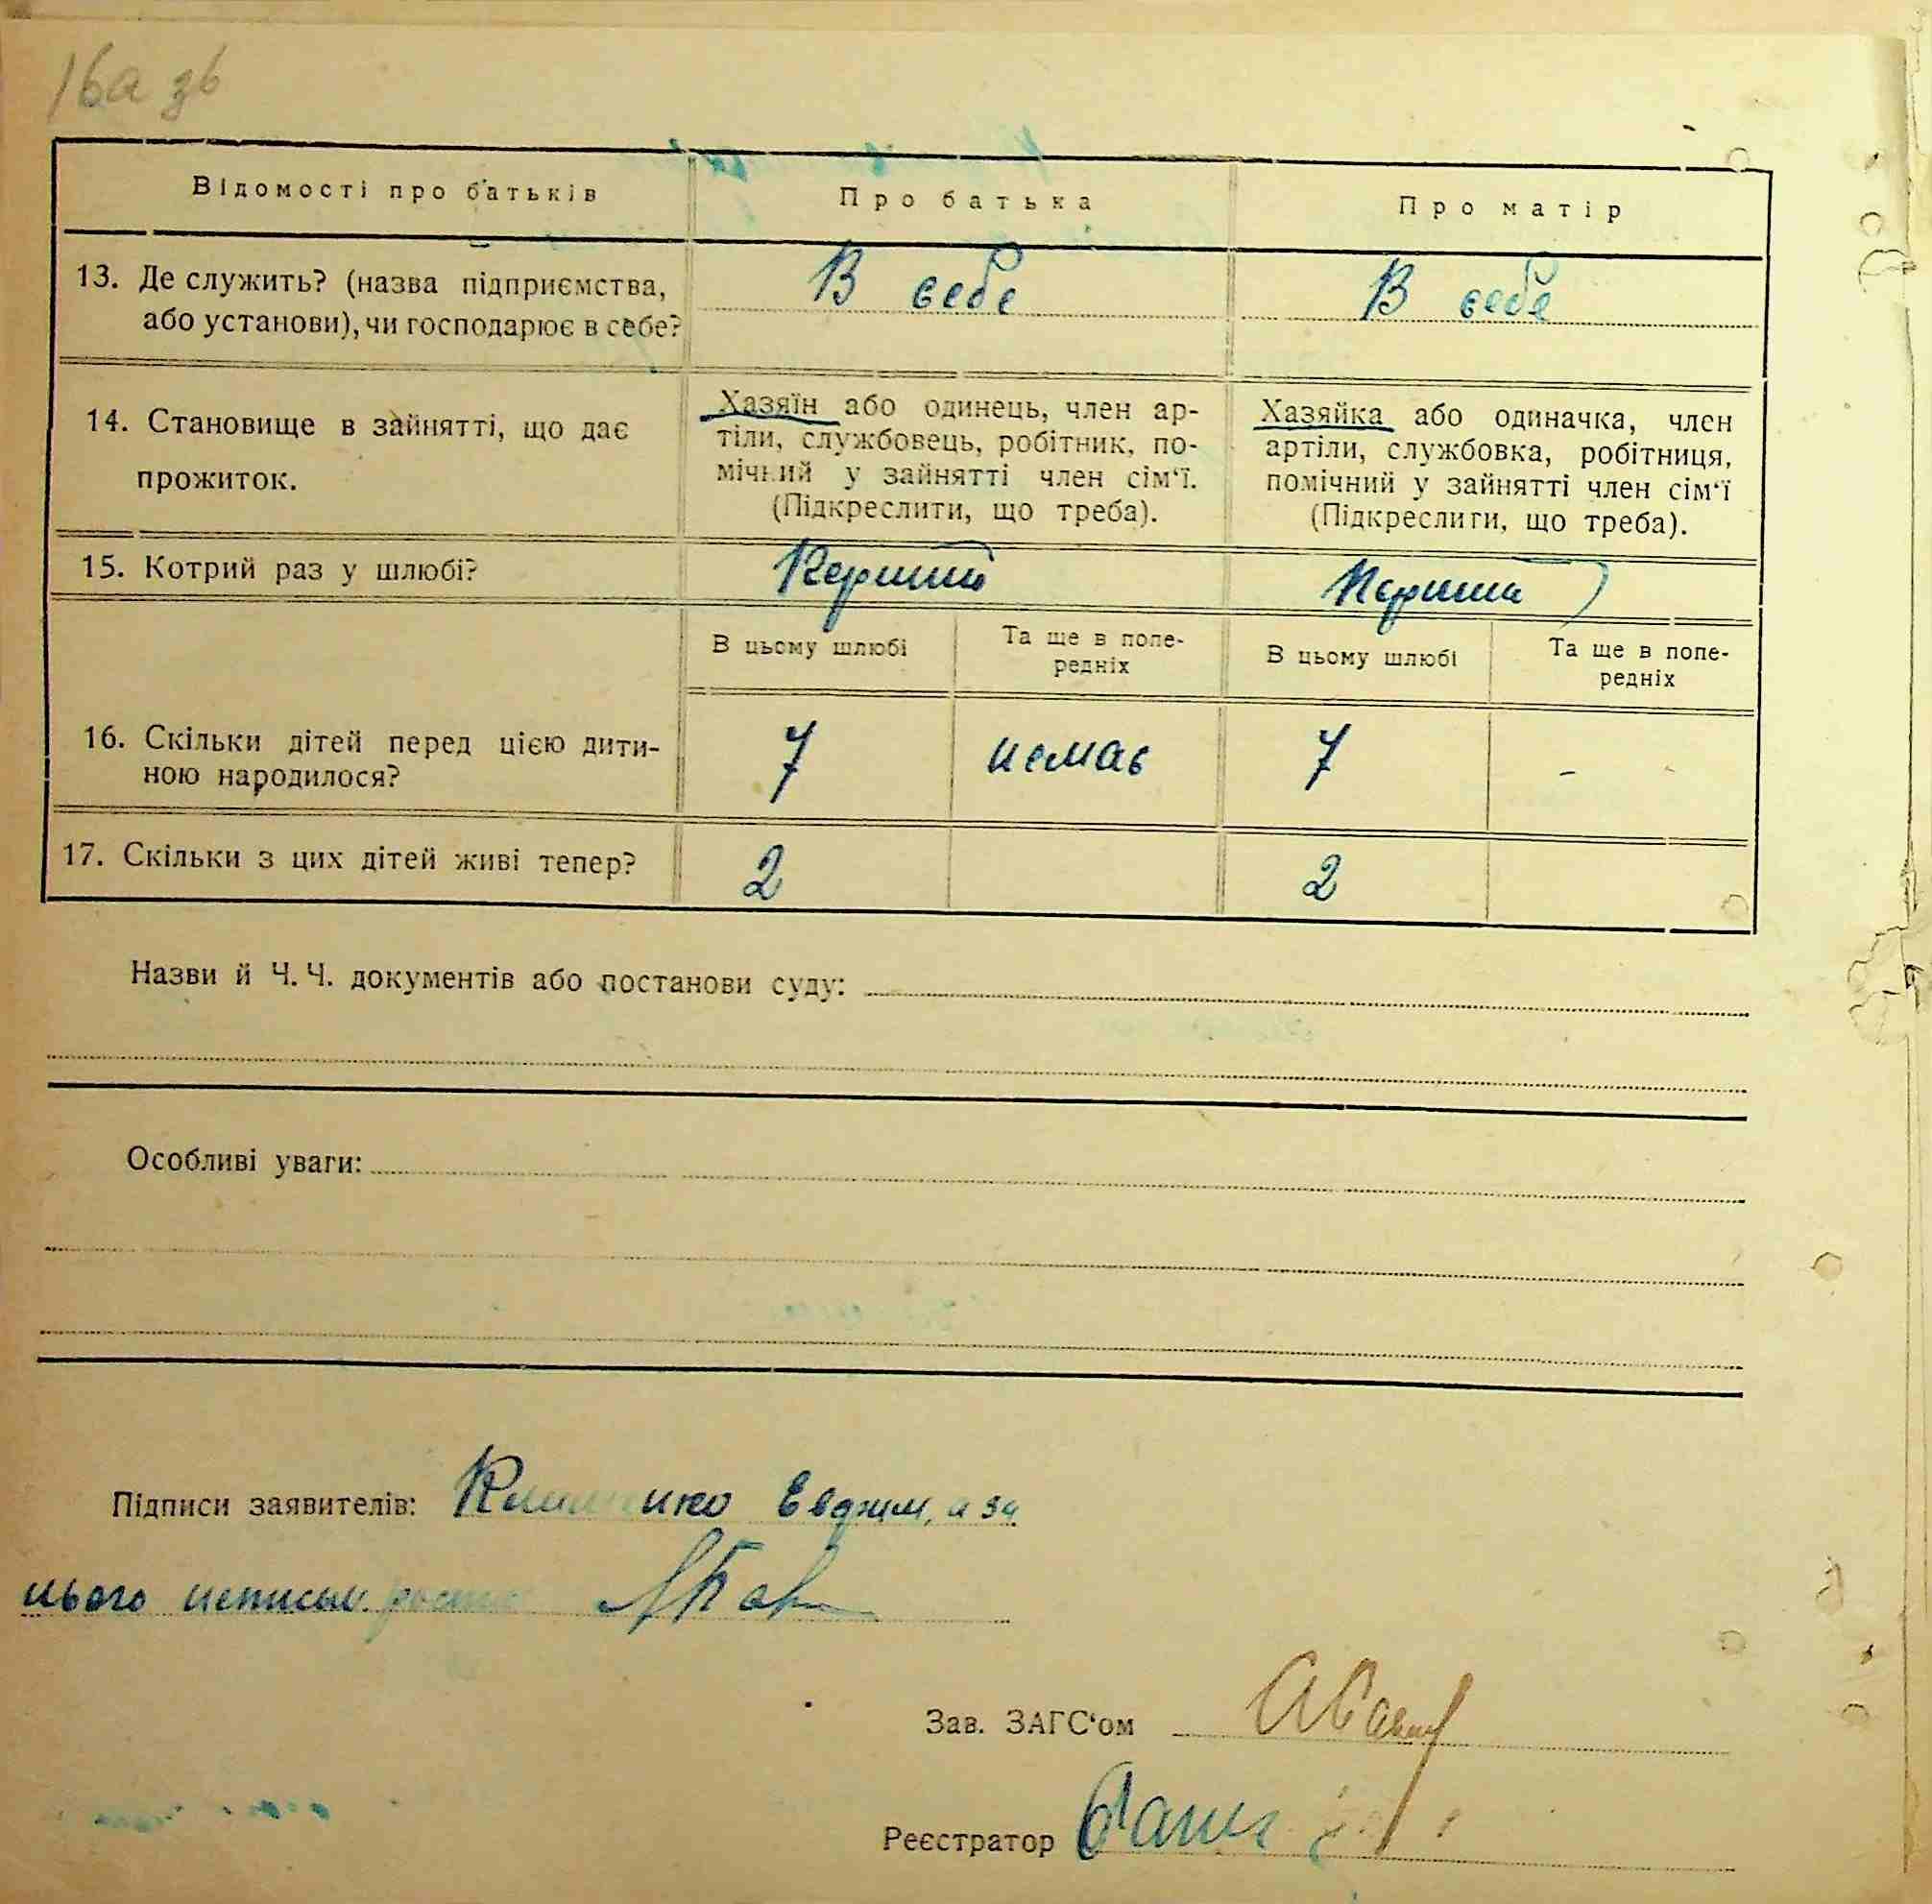 16а зв
Відомості про батьків
Про батька
Про матір
13. Де служить? (назва підприємства,
або установи), чи господарює в себе?
В себе
В себе
14. Становище в зайнятті, що дає
прожиток.
Хазяїн або одинець, член ар-
тіли, службовець, робітник, по-
мічний у зайнятті член сім‘ї.
(Підкреслити, що треба).
Хазяйка або одиначка, член
артіли, службовка, робітниця,
помічний у зайнятті член сім‘ї
(Підкреслити, що треба).
15. Котрий раз у шлюбі?
Перший
Перший
В цьому шлюбі
Та ще в попе-
редніх
В цьому шлюбі
Та ще в попе-
редніх
16. Скільки дітей перед цією дити-
ною народилося?
7
немає
7
-
17. Скільки з цих дітей живі тепер?
2
2
Назви й Ч. Ч. документів або постанови суду:
Особливі уваги:
Підписи заявителів: Евджим, а за
нього неписьм.
Зав. ЗАГС‘ом
Реєстратор